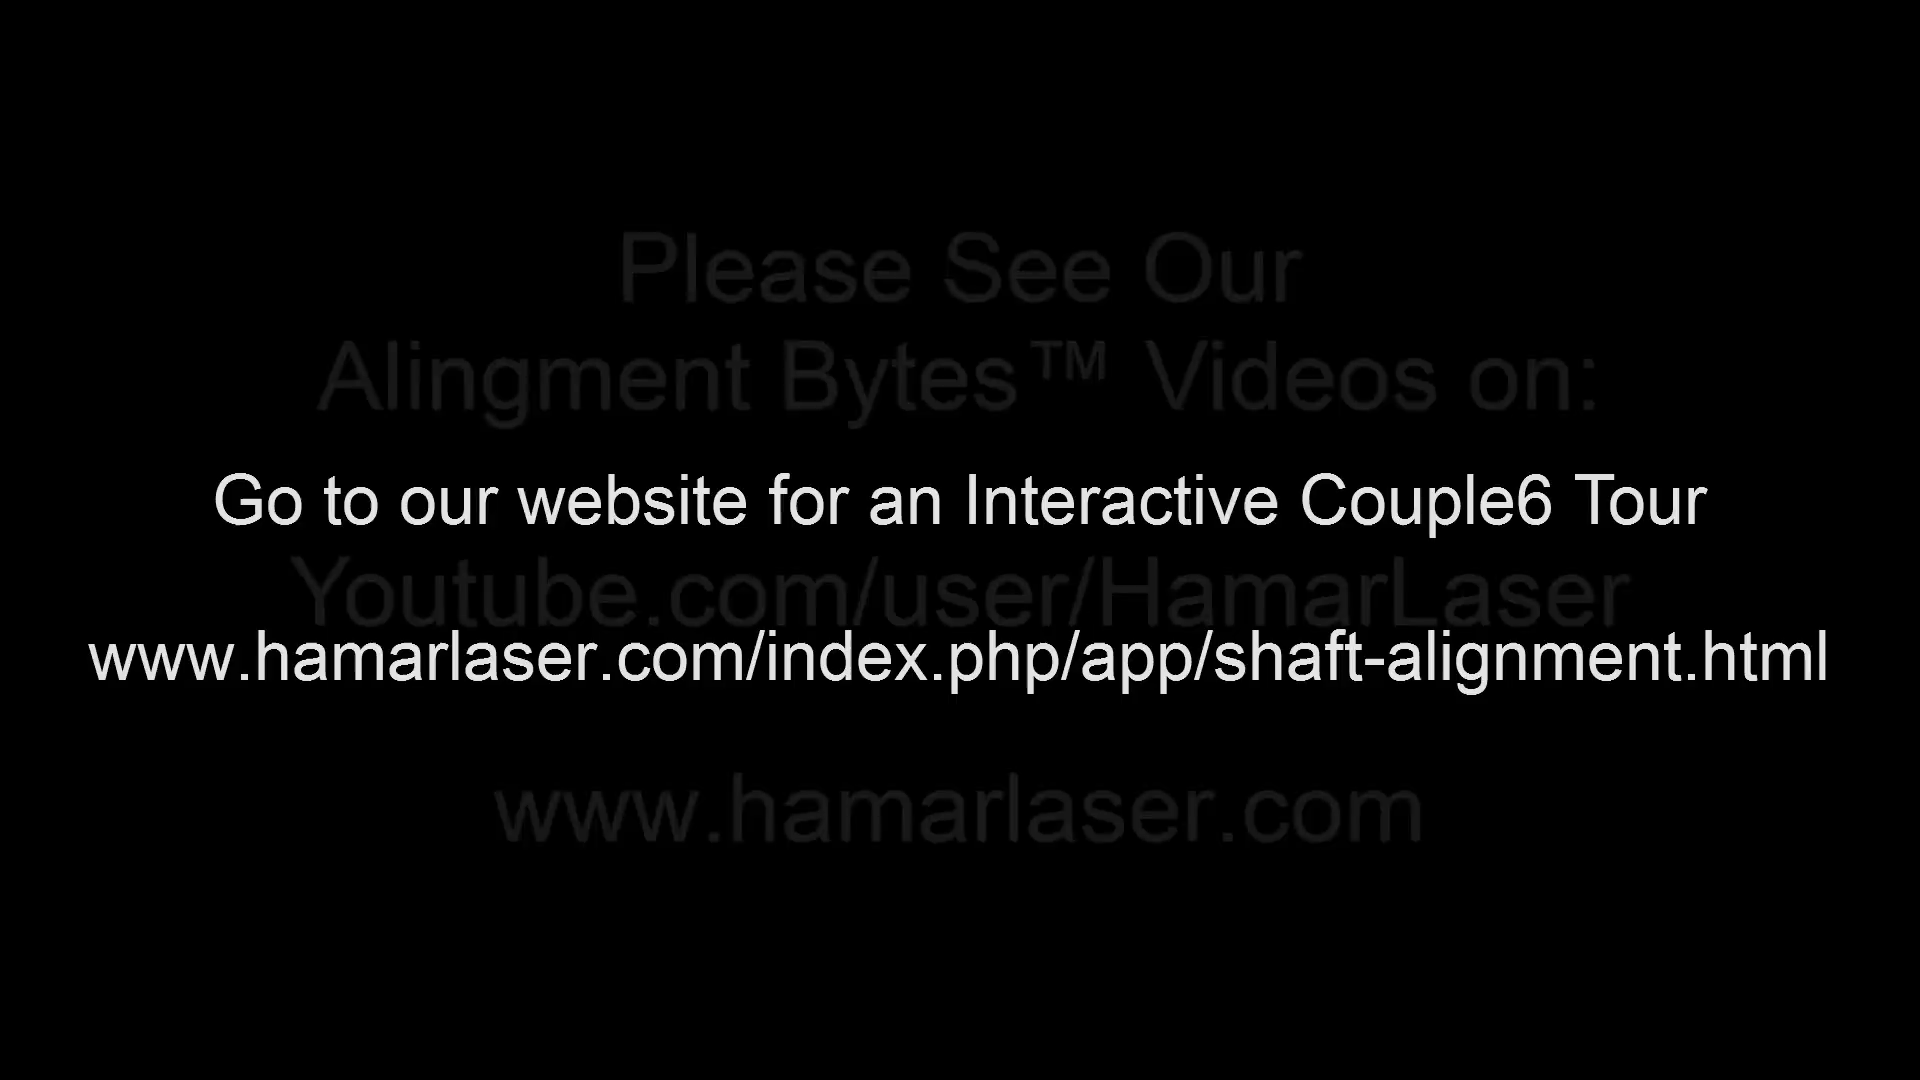 Please See Our
Alingment Bytes™ Videos on:
Go to our website for an Interactive Couple6 Tour
Youtube.com/user/HamarLaser
www.hamarlaser.com/index.php/app/shaft-alignment.html
www.hamarlaser.com